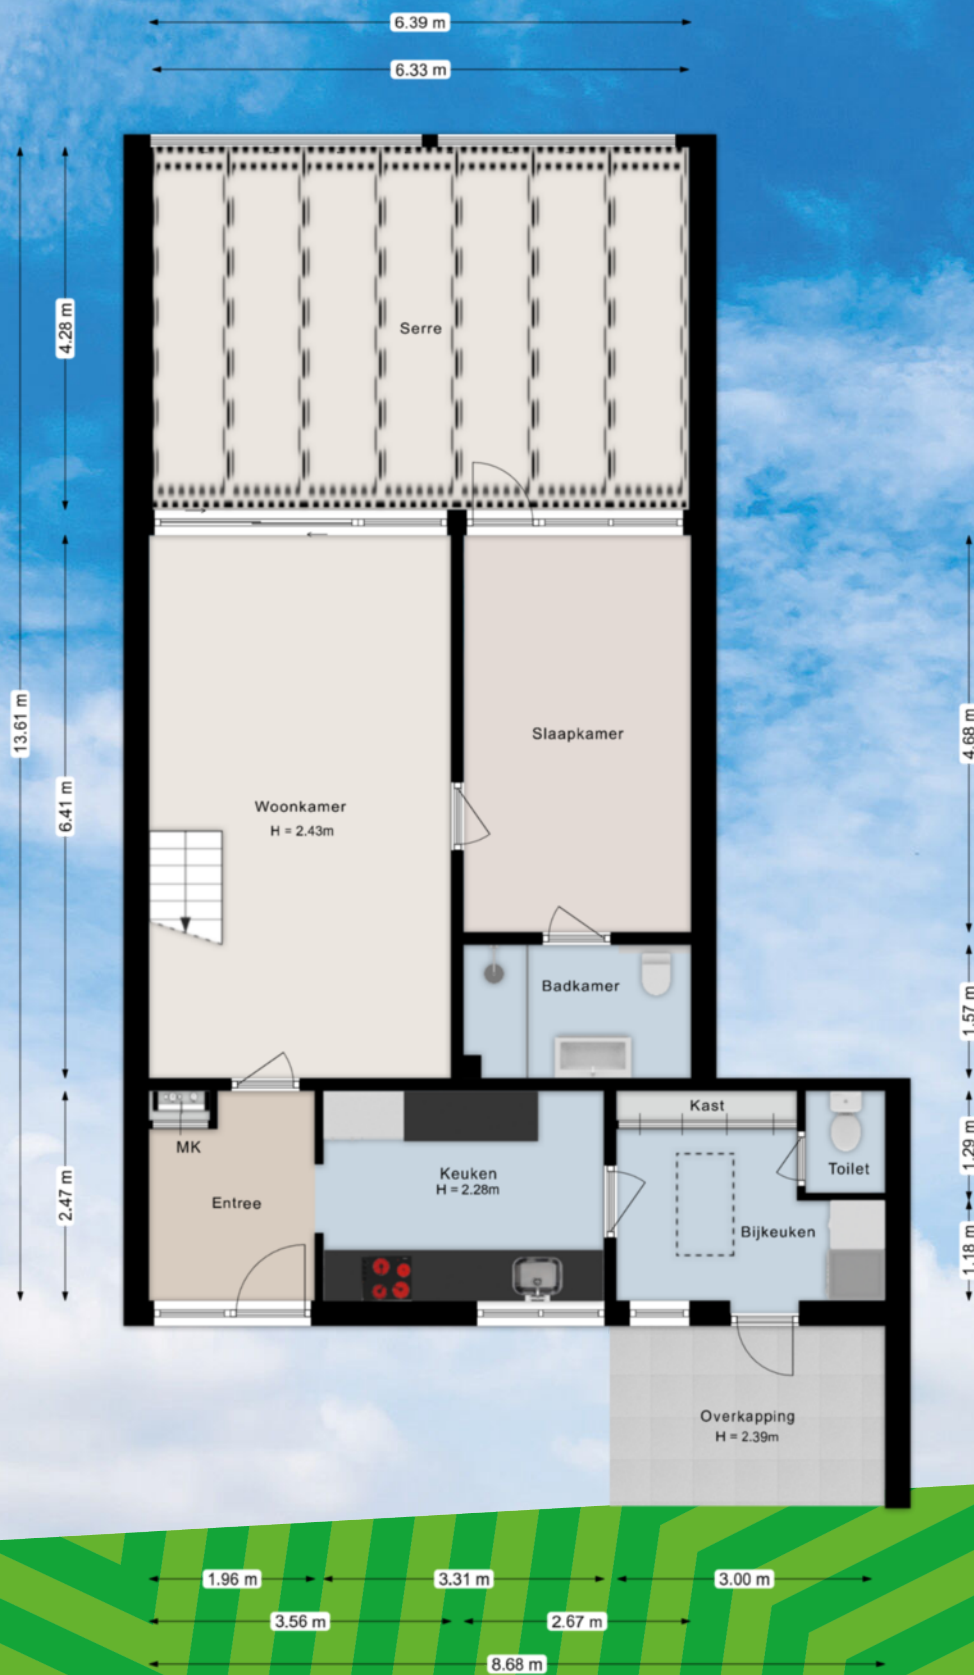 6.39 m
6.33 m
4.28 m
Serre
13.61 m
4.68 m
Slaapkamer
6.41 m
Woonkamer
H = 2.43m
Badkamer
1.57 m
Kast
MK
Keuken
H = 2.28m
Toilet
1.29 m
2.47 m
Entree
Bijkeuken
1.18 m
Overkapping
H = 2.39m
1.96 m
3.31 m
3.00 m
3.56 m
2.67 m
8.68 m